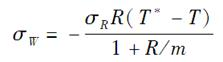 σ_W = − σ_R R ( T* − T ) / 1 + R/m